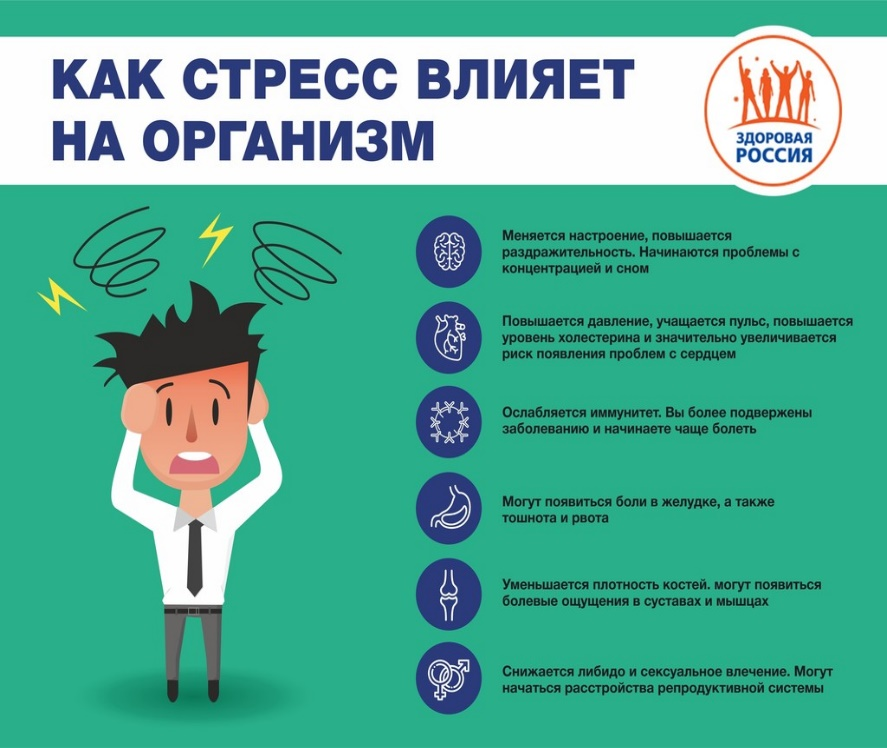 КАК СТРЕСС ВЛИЯЕТ
НА ОРГАНИЗМ
ЗДОРОВАЯ
РОССИЯ
Меняется настроение, повышается
раздражительность. Начинаются проблемы с
концентрацией и сном
Повышается давление, учащается пульс, повышается
уровень холестерина и значительно увеличивается
риск появления проблем с сердцем
Ослабляется иммунитет. Вы более подвержены
заболеванию и начинаете чаще болеть
Могут появиться боли в желудке, а также
тошнота и рвота
Уменьшается плотность костей. могут появиться
болевые ощущения в суставах и мышцах
Снижается либидо и сексуальное влечение. Могут
начаться расстройства репродуктивной системы